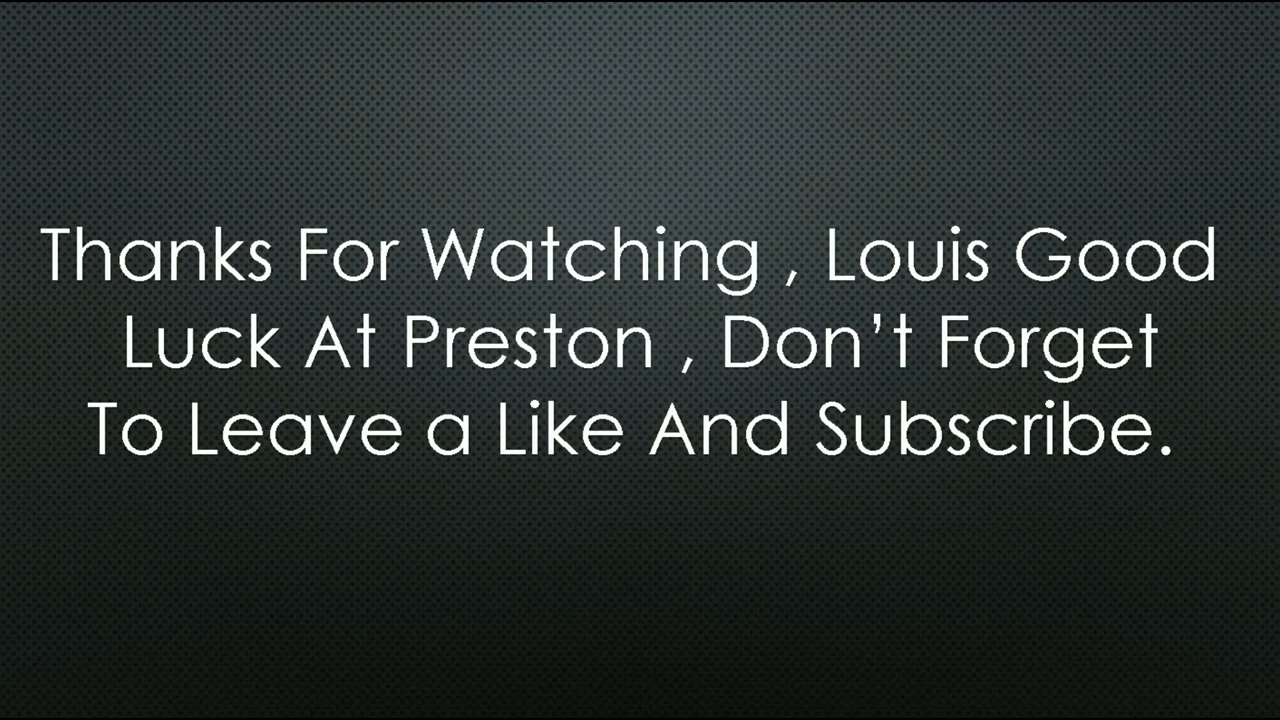 Thanks For Watching , Louis Good
Luck At Preston , Don’t Forget
To Leave a Like And Subscribe.